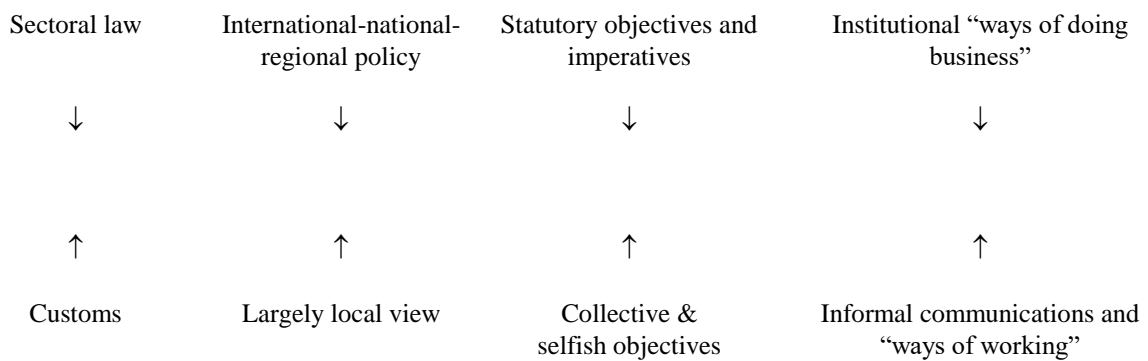 Sectoral law
International-national-
regional policy
Statutory objectives and
imperatives
Institutional “ways of doing
business”
↓ ↓ ↓ ↓
↑ ↑ ↑ ↑
Customs
Largely local view
Collective &
selfish objectives
Informal communications and
“ways of working”